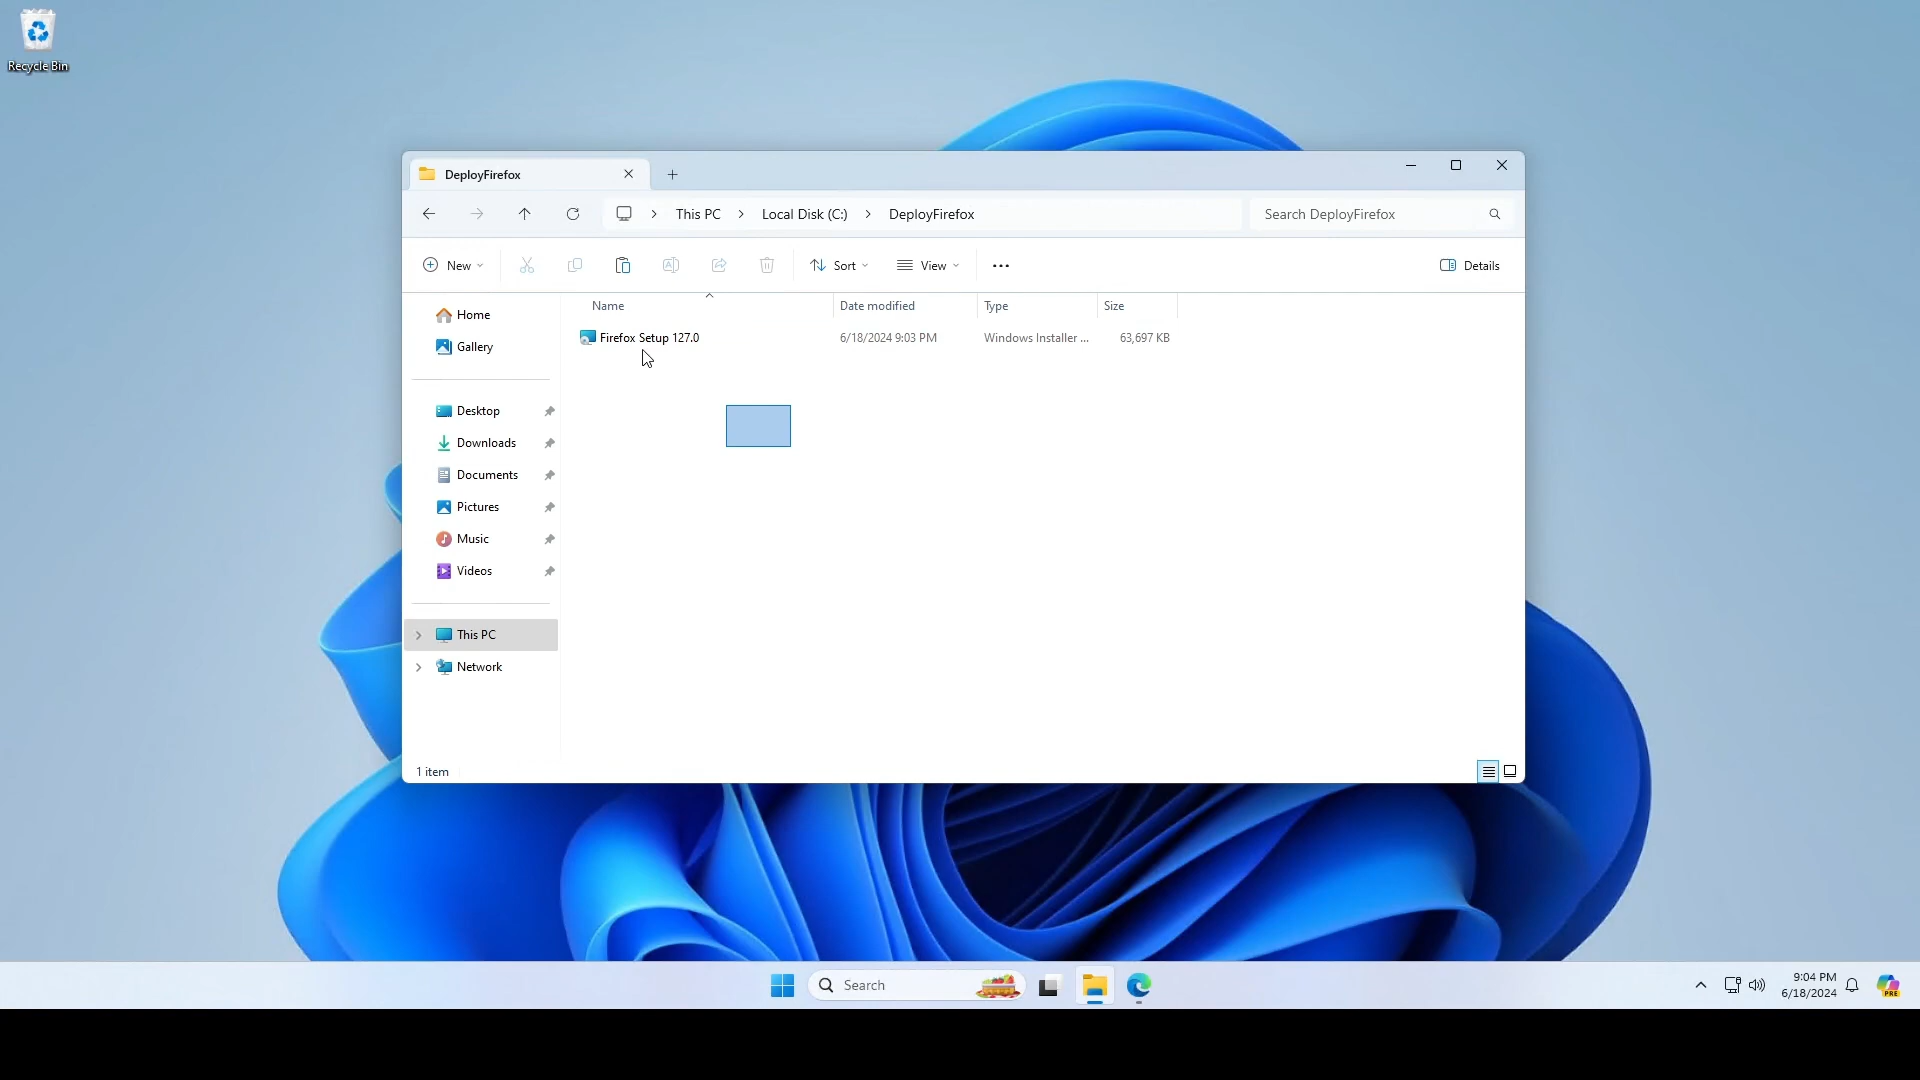 Recycle Bin
DeployFirefox
This PC
Local Disk (C:)
DeployFirefox
Search DeployFirefox
New
Sort
View
Details
Name
Date modified
Type
Size
Home
Firefox Setup 127.0
6/18/2024 9:03 PM
Windows Installer ...
63,697 KB
Gallery
Desktop
Downloads
Documents
Pictures
Music
Videos
This PC
Network
1 item
Search
9:04 PM
6/18/2024
PRE